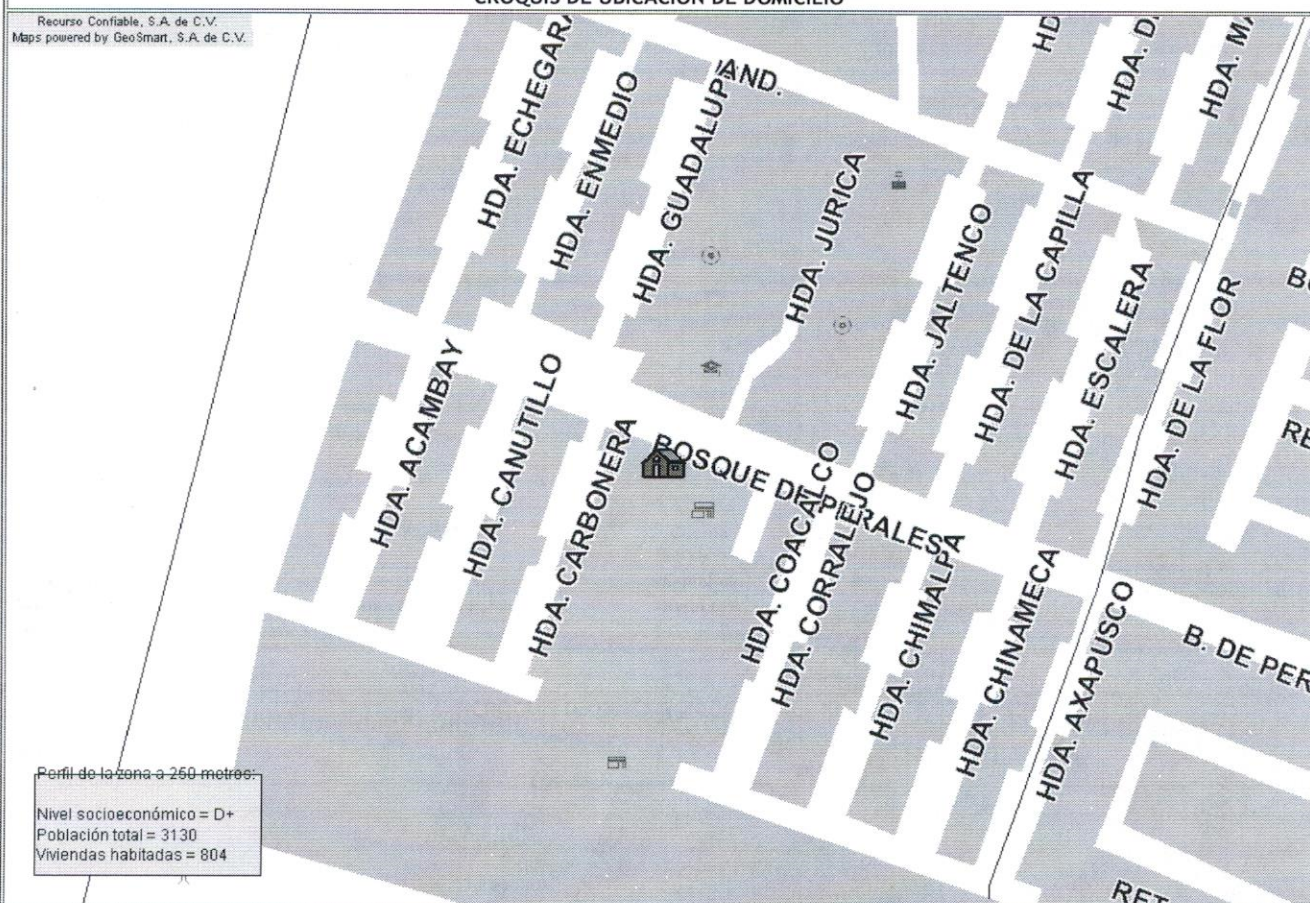 CROQUIS DE UBICACIÓN DE DOMICILIO
Recurso Confiable, S.A. de C.V.
Maps powered by GeoSmart, S.A. de C.V.
HDA. ECHEGARA
HDA. ENMEDIO
HDA. GUADALUPE
AND.
HDA. JURICA
HD
HDA. D
HDA. MA
HDA. JALTENCO
HDA. DE LA CAPILLA
HDA. ESCALERA
HDA. DE LA FLOR
HDA. ACAMBAY
HDA. CANUTILLO
HDA. CARBONERA
BOSQUE DE PERALES
HDA. COACALCO
HDA. CORRALEJO
HDA. CHIMALPA
HDA. CHINAMECA
HDA. AXAPUSCO
B. DE PER
RE
RET
Perfil de la zona a 250 metros:
Nivel socioeconómico = D+
Población total = 3130
Viviendas habitadas = 804